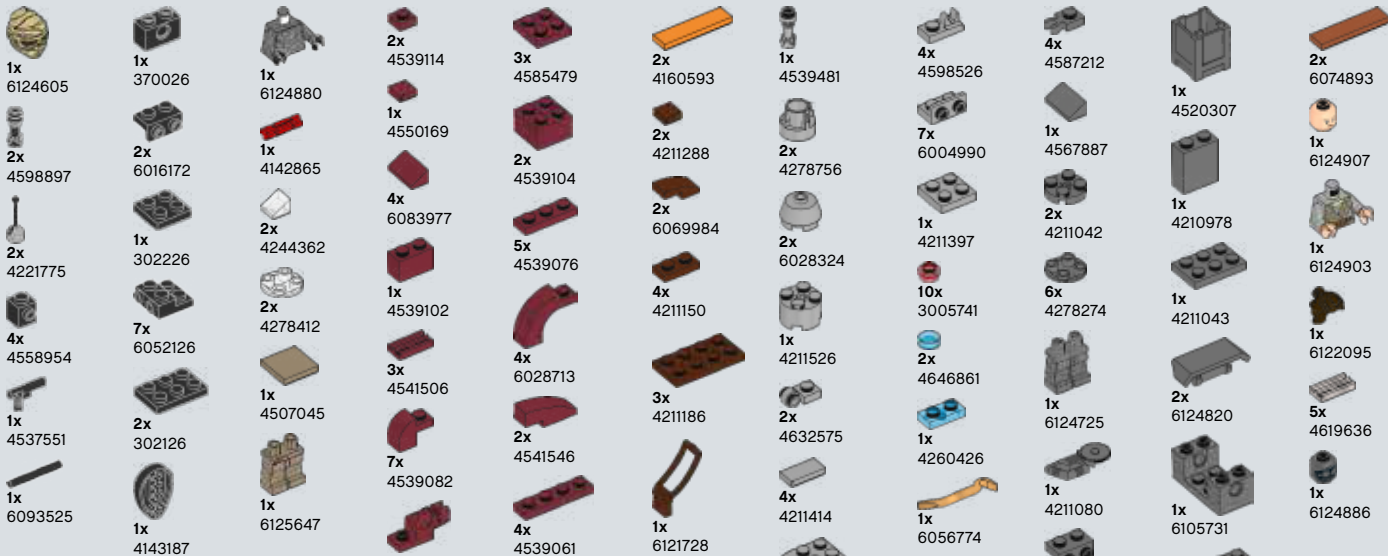 1x
6124605
2x
4598897
2x
4221775
4x
4558954
1x
4537551
1x
6093525
1x
370026
2x
6016172
1x
302226
7x
6052126
2x
302126
1x
4143187
1x
6124880
1x
4142865
2x
4244362
2x
4278412
1x
4507045
1x
6125647
2x
4539114
1x
4550169
4x
6083977
1x
4539102
3x
4541506
7x
4539082
3x
4585479
2x
4539104
5x
4539076
4x
6028713
2x
4541546
4x
4539061
2x
4160593
2x
4211288
2x
6069984
4x
4211150
3x
4211186
1x
6121728
1x
4539481
2x
4278756
2x
6028324
1x
4211526
2x
4632575
4x
4211414
4x
4598526
7x
6004990
1x
4211397
10x
3005741
2x
4646861
1x
4260426
1x
6056774
4x
4587212
1x
4567887
2x
4211042
6x
4278274
1x
6124725
1x
4211080
1x
4520307
1x
4210978
1x
4211043
2x
6124820
1x
6105731
2x
6074893
1x
6124907
1x
6124903
1x
6122095
5x
4619636
1x
6124886